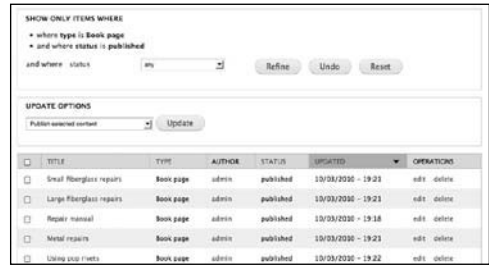 SHOW ONLY ITEMS WHERE
• where type is Book page
• and where status is published
and where status any Refine Undo Reset
UPDATE OPTIONS
Publish selected content Update
TITLE TYPE AUTHOR STATUS UPDATED OPERATIONS
Small fiberglass repairs Book page admin published 10/03/2010 - 19:21 edit delete
Large fiberglass repairs Book page admin published 10/03/2010 - 19:21 edit delete
Repair manual Book page admin published 10/03/2010 - 19:18 edit delete
Metal repairs Book page admin published 10/03/2010 - 19:21 edit delete
Using pop rivets Book page admin published 10/03/2010 - 19:22 edit delete